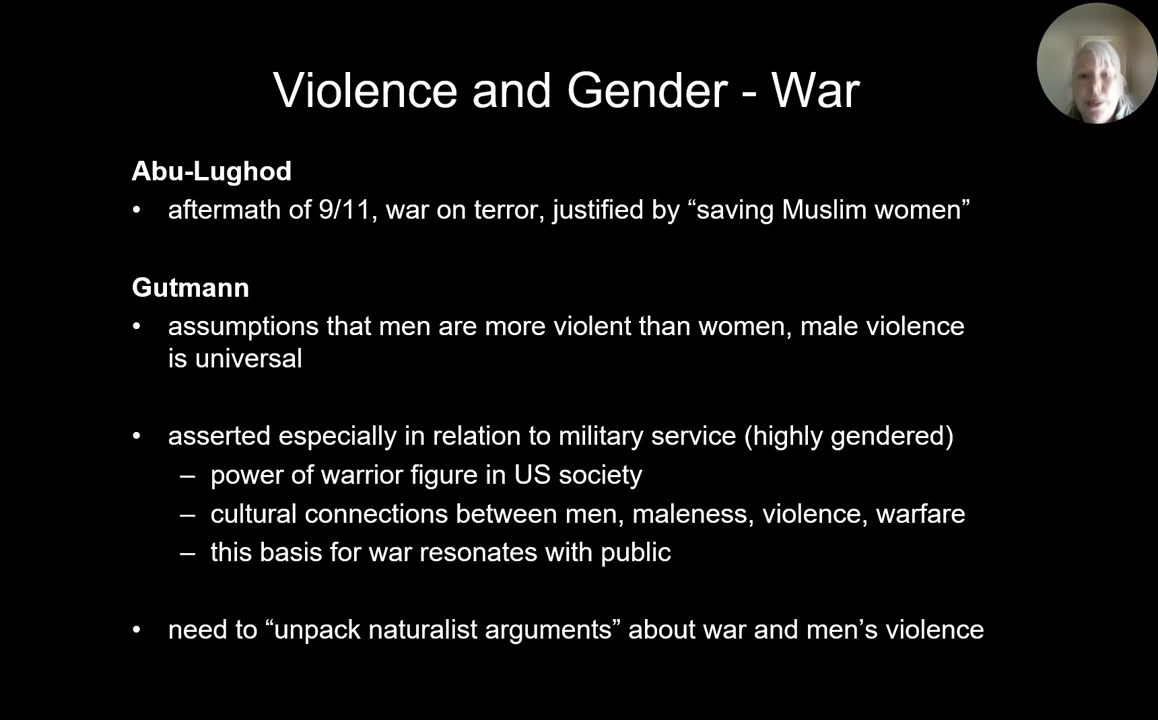 Violence and Gender - War
Abu-Lughod
• aftermath of 9/11, war on terror, justified by “saving Muslim women”
Gutmann
• assumptions that men are more violent than women, male violence
is universal
• asserted especially in relation to military service (highly gendered)
– power of warrior figure in US society
– cultural connections between men, maleness, violence, warfare
– this basis for war resonates with public
• need to “unpack naturalist arguments” about war and men’s violence